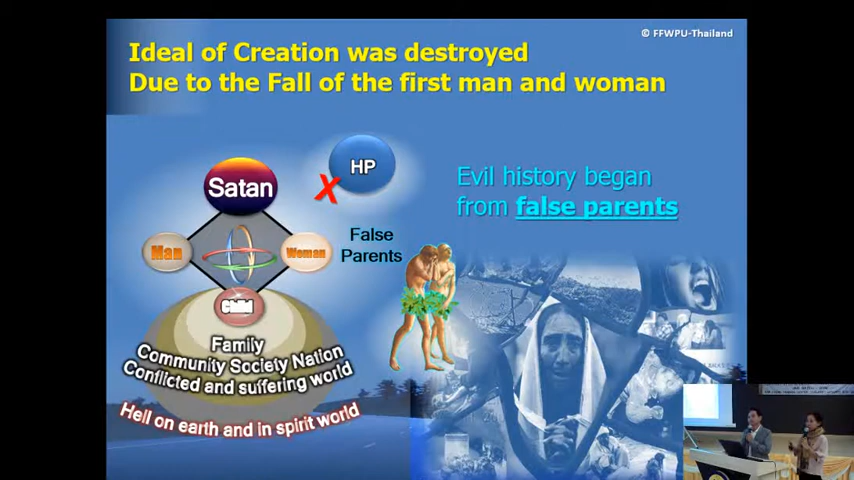 © FFWPU-Thailand
Ideal of Creation was destroyed
Due to the Fall of the first man and woman
HP
X
Satan
Evil history began
from false parents
False
Parents
Man
Woman
Child
Family
Community Society Nation
Conflicted and suffering world
Hell on earth and in spirit world